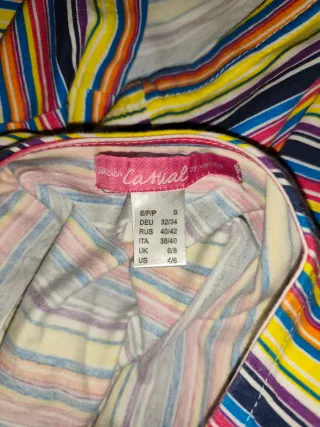 Casual
E/F/P S
DEU 32/34
RUS 40/42
ITA 38/40
UK 6/8
US 4/6